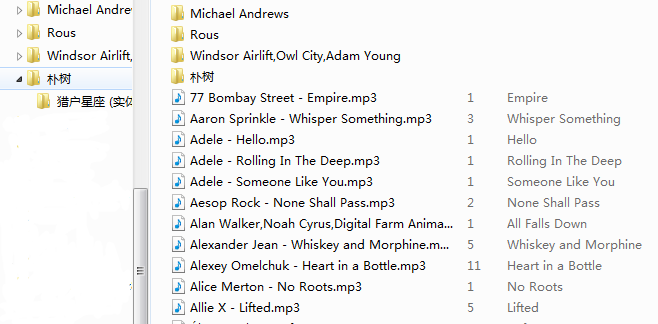 Michael Andrews
Rous
Windsor Airlift,
朴树
猎户星座 (实体
Michael Andrews
Rous
Windsor Airlift,Owl City,Adam Young
朴树
77 Bombay Street - Empire.mp3 1 Empire
Aaron Sprinkle - Whisper Something.mp3 3 Whisper Something
Adele - Hello.mp3 1 Hello
Adele - Rolling In The Deep.mp3 1 Rolling In The Deep
Adele - Someone Like You.mp3 1 Someone Like You
Aesop Rock - None Shall Pass.mp3 2 None Shall Pass
Alan Walker,Noah Cyrus,Digital Farm Anima... 1 All Falls Down
Alexander Jean - Whiskey and Morphine.m... 5 Whiskey and Morphine
Alexey Omelchuk - Heart in a Bottle.mp3 11 Heart in a Bottle
Alice Merton - No Roots.mp3 1 No Roots
Allie X - Lifted.mp3 5 Lifted